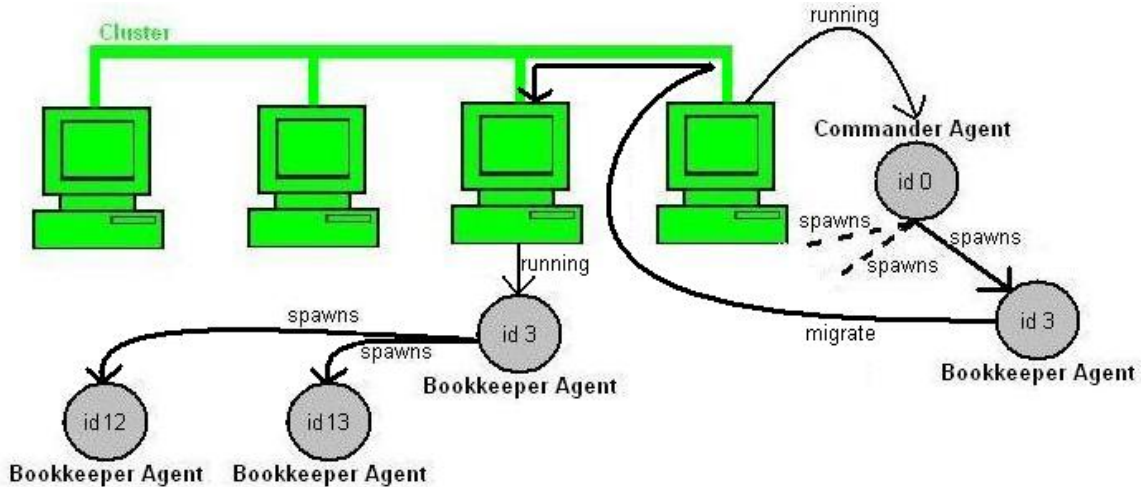 running
Cluster
Commander Agent
id 0
spawns
spawns
spawns
running
spawns
id 3
id 3
migrate
spawns
Bookkeeper Agent
Bookkeeper Agent
id 12
id 13
Bookkeeper Agent
Bookkeeper Agent